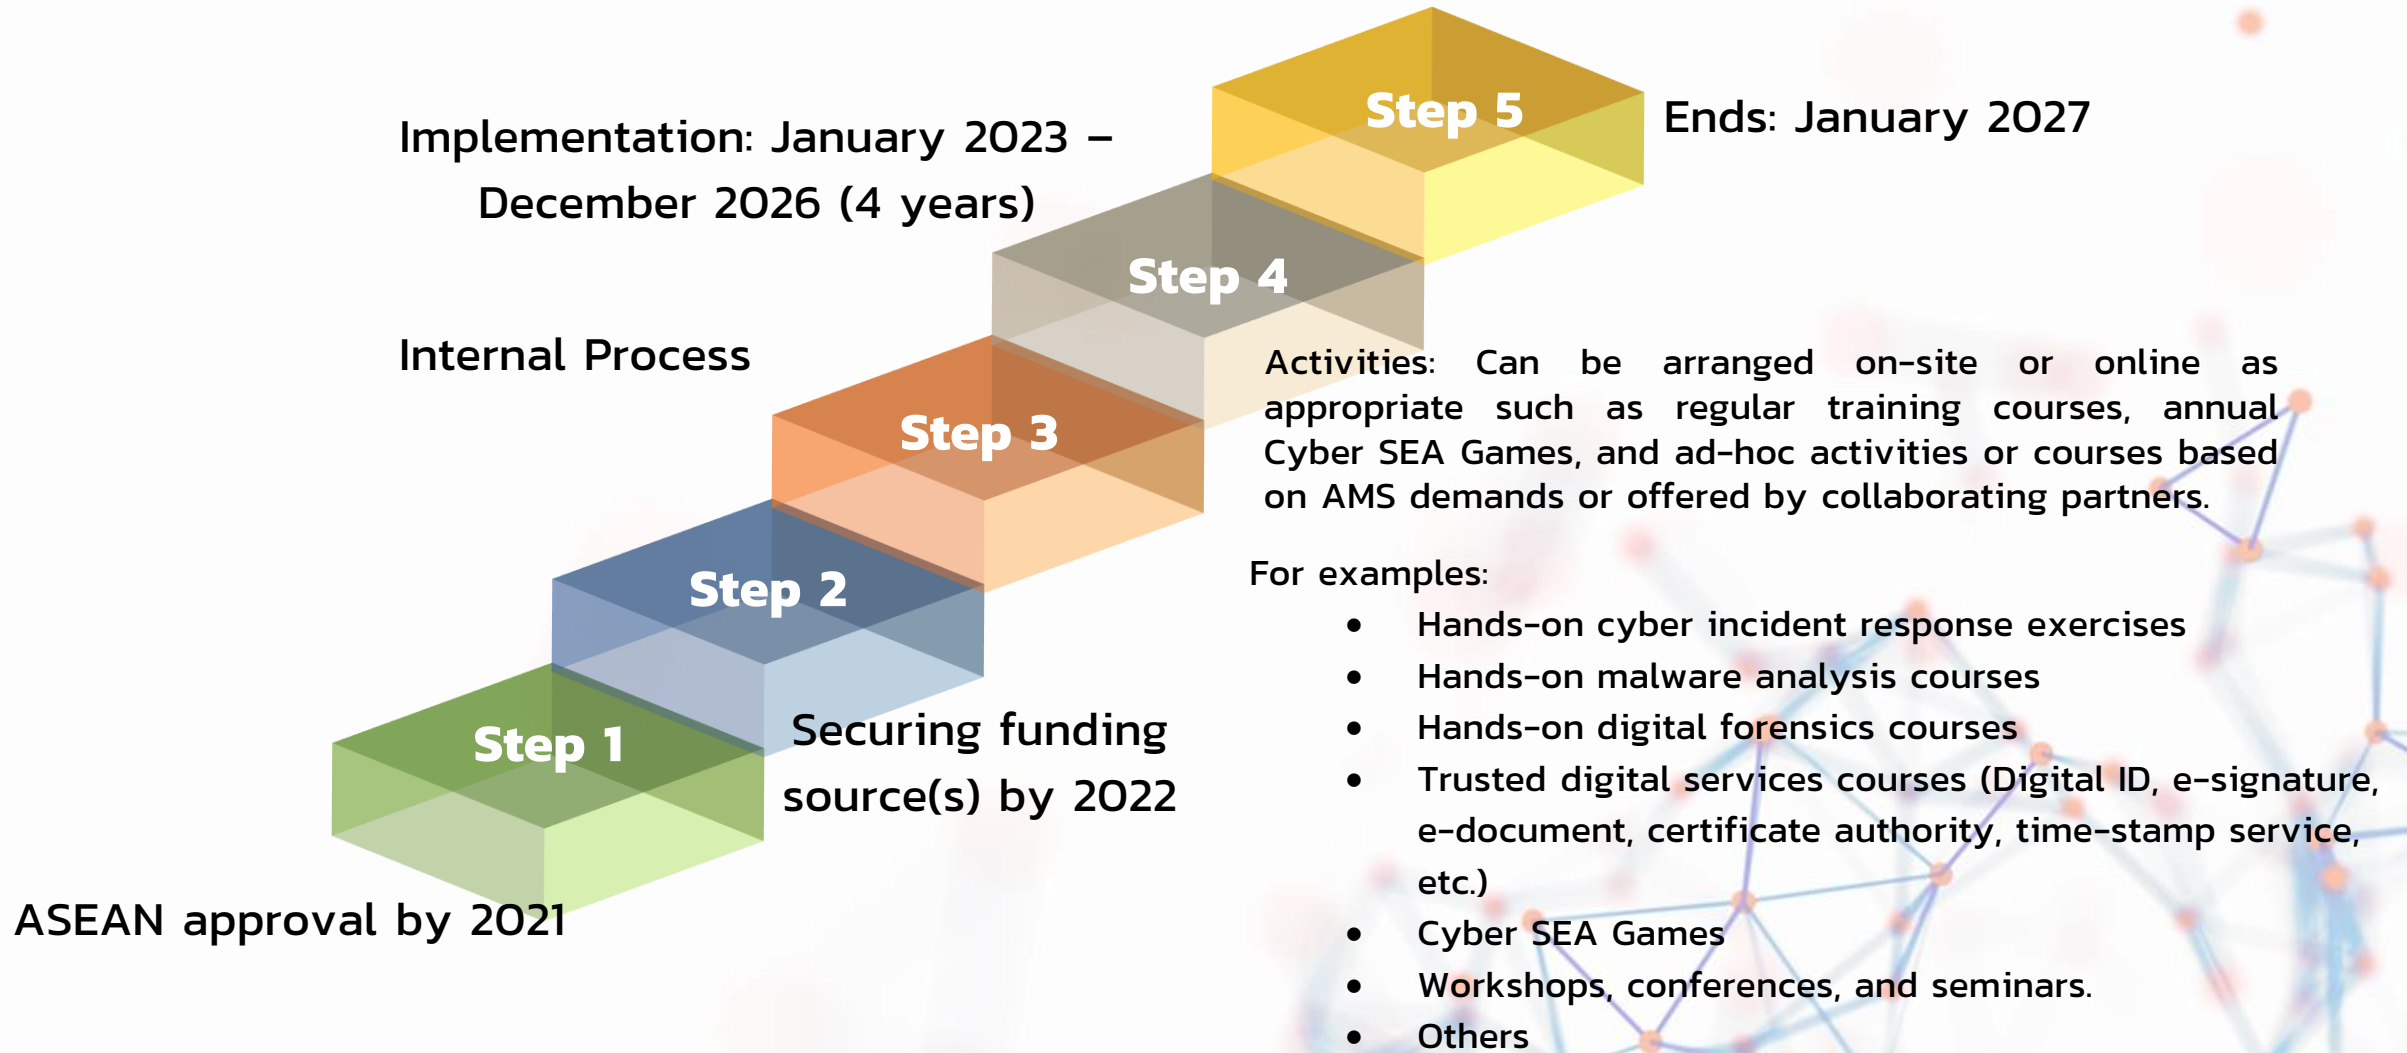 Step 5
Ends: January 2027
Implementation: January 2023 –
December 2026 (4 years)
Step 4
Internal Process
Step 3
Step 2
Securing funding
source(s) by 2022
Step 1
ASEAN approval by 2021
Activities: Can be arranged on-site or online as
appropriate such as regular training courses, annual
Cyber SEA Games, and ad-hoc activities or courses based
on AMS demands or offered by collaborating partners.
For examples:
• Hands-on cyber incident response exercises
• Hands-on malware analysis courses
• Hands-on digital forensics courses
• Trusted digital services courses (Digital ID, e-signature,
e-document, certificate authority, time-stamp service,
etc.)
• Cyber SEA Games
• Workshops, conferences, and seminars.
• Others